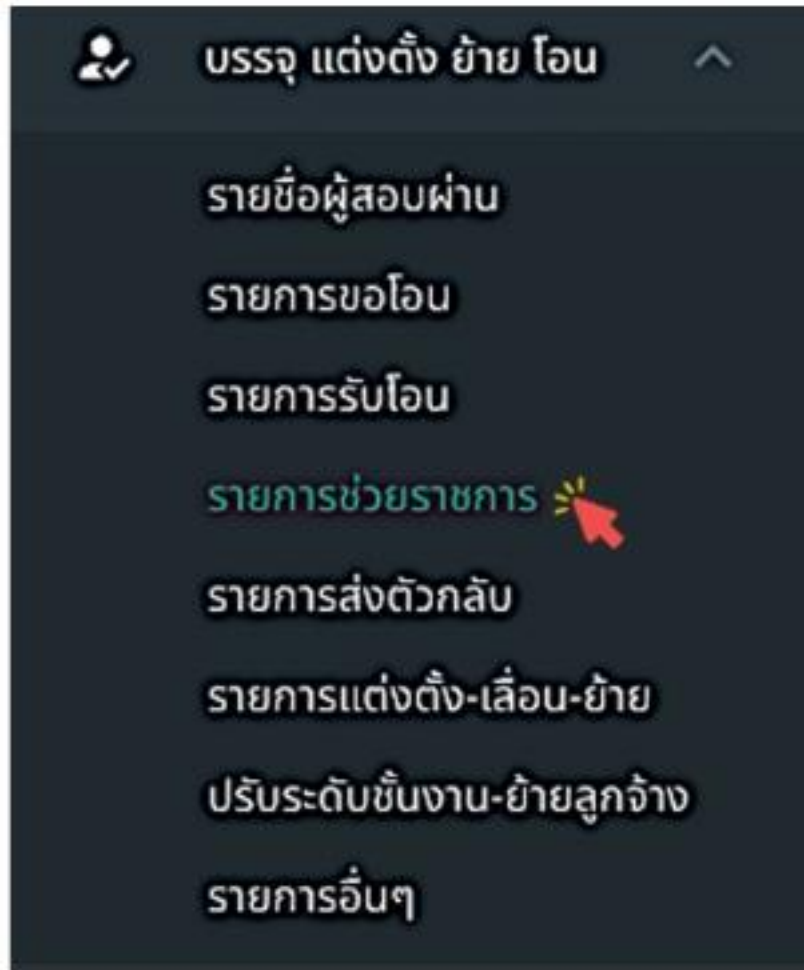 บรรจุ แต่งตั้ง ย้าย โอน
รายชื่อผู้สอบผ่าน
รายการขอโอน
รายการรับโอน
รายการช่วยราชการ
รายการส่งตัวกลับ
รายการแต่งตั้ง-เลื่อน-ย้าย
ปรับระดับชั้นงาน-ย้ายลูกจ้าง
รายการอื่นๆ